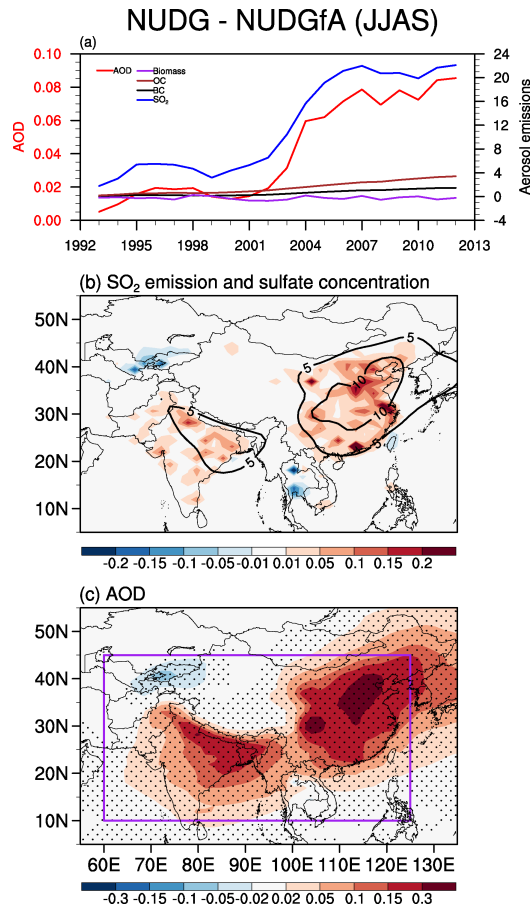 NUDG - NUDGfA (JJAS)
(a)
AOD
Biomass
OC
BC
SO₂
0.10
0.08
0.06
0.04
0.02
0.00
AOD
24
20
16
12
8
4
0
-4
Aerosol emissions
1992 1995 1998 2001 2004 2007 2010 2013
(b) SO₂ emission and sulfate concentration
50N
40N
30N
20N
10N
5
5
10
10
5
5
5
-0.2 -0.15 -0.1 -0.05 -0.01 0.01 0.05 0.1 0.15 0.2
(c) AOD
50N
40N
30N
20N
10N
60E 70E 80E 90E 100E 110E 120E 130E
-0.3 -0.15 -0.1 -0.05 -0.02 0.02 0.05 0.1 0.15 0.3